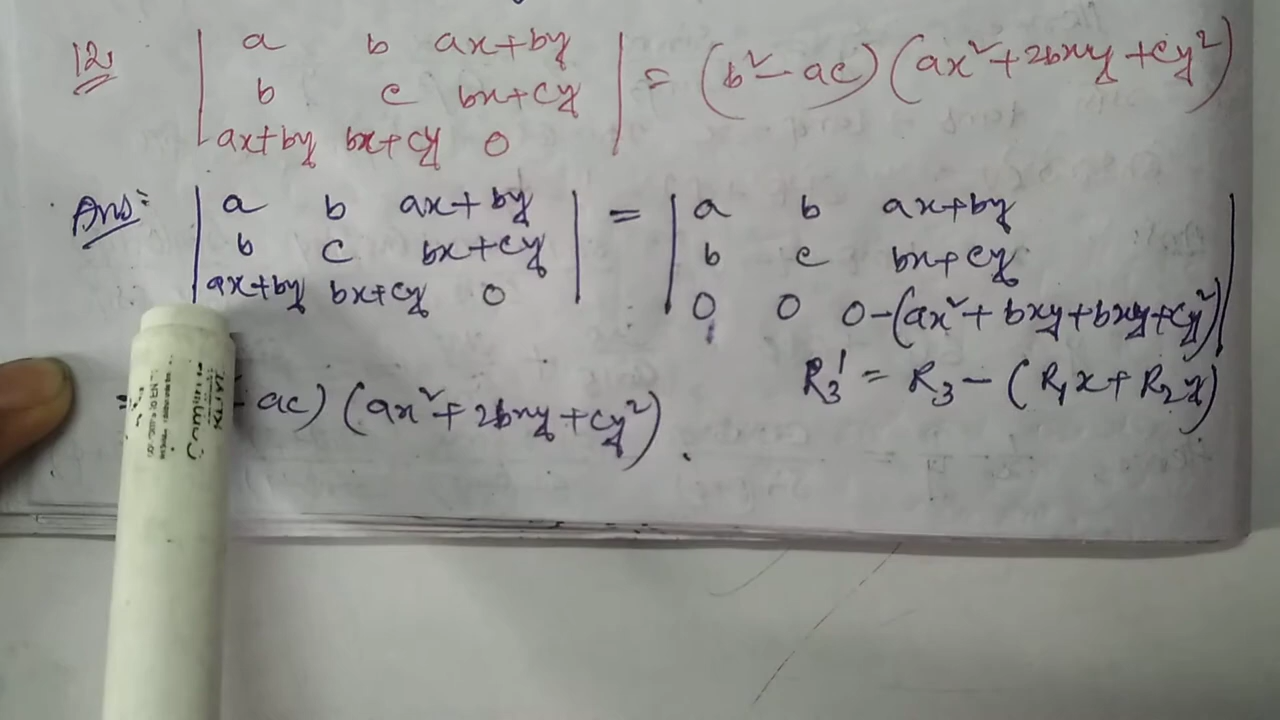 12. | a b ax+by | = (b²-ac)(ax²+2bxy+cy²)
b c bx+cy
ax+by bx+cy 0
Ans:- | a b ax+by | = | a b ax+by |
b c bx+cy b c bx+cy
ax+by bx+cy 0 0 0 0-(ax²+bxy+bxy+cy²)
R₃' = R₃ - (R₁x + R₂y)
- ac) (ax²+2bxy+cy²).